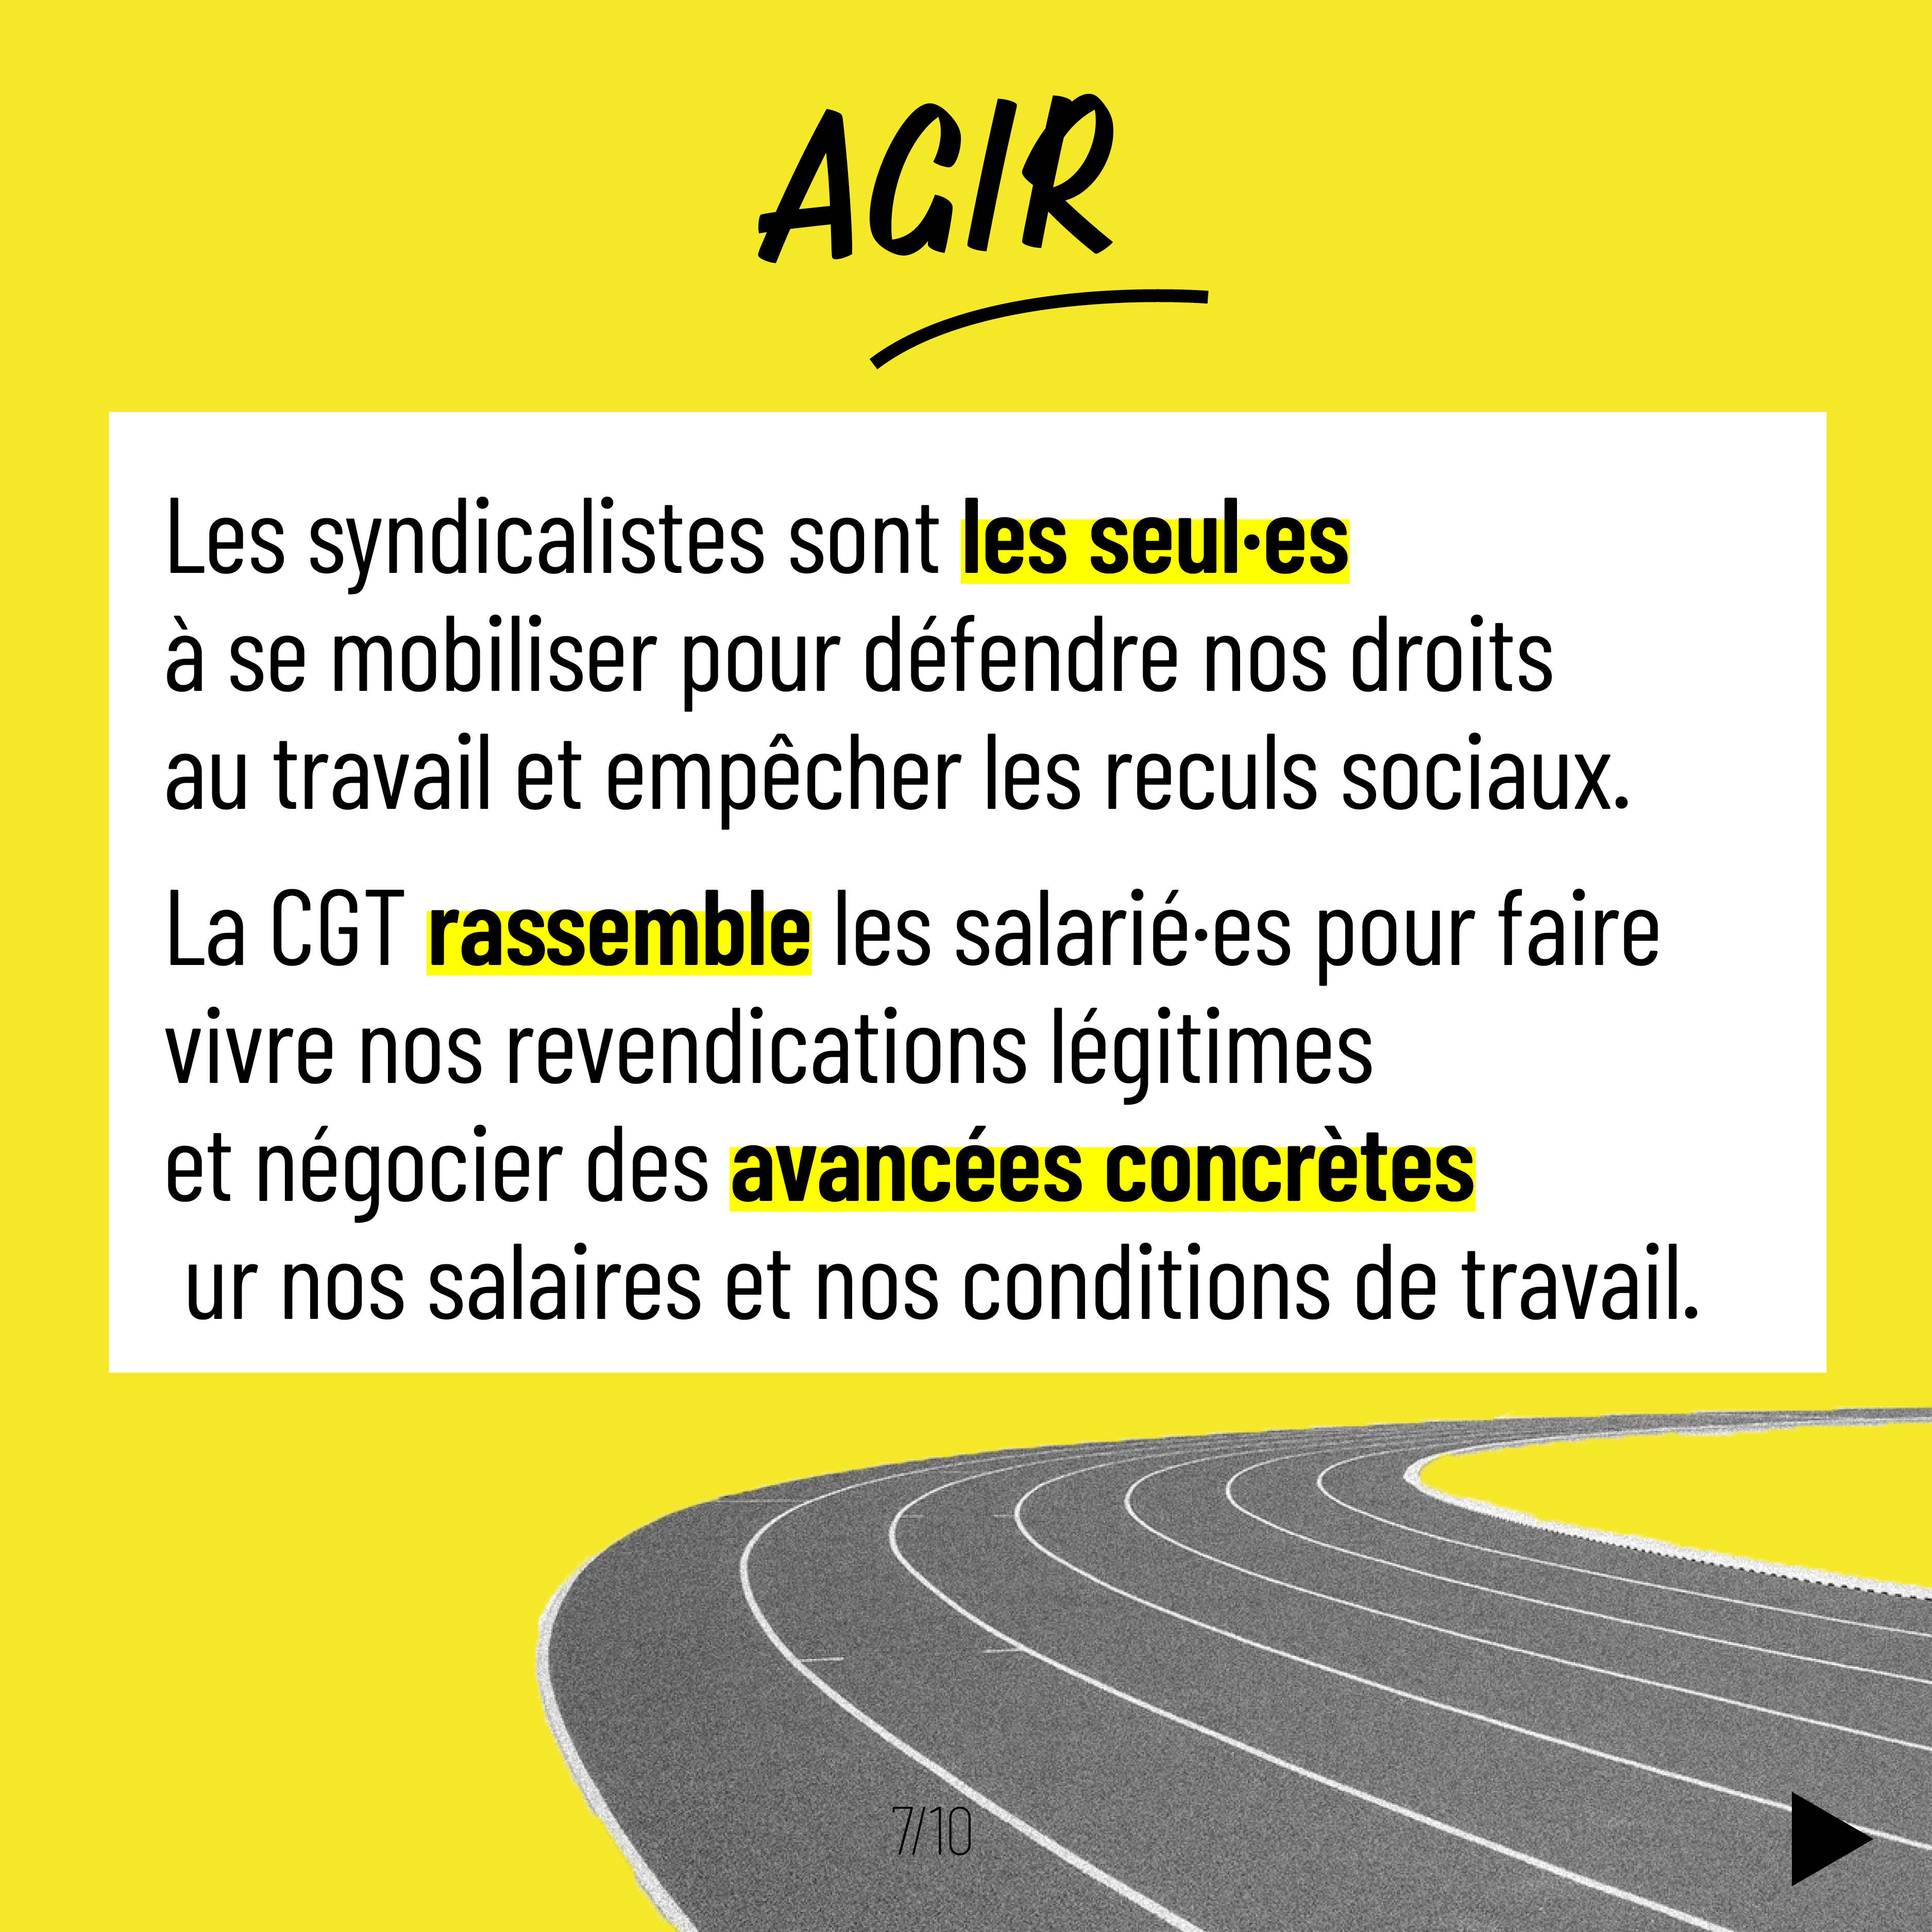 AGIR
Les syndicalistes sont les seul·es
à se mobiliser pour défendre nos droits
au travail et empêcher les reculs sociaux.
La CGT rassemble les salarié·es pour faire
vivre nos revendications légitimes
et négocier des avancées concrètes
ur nos salaires et nos conditions de travail.
7/10